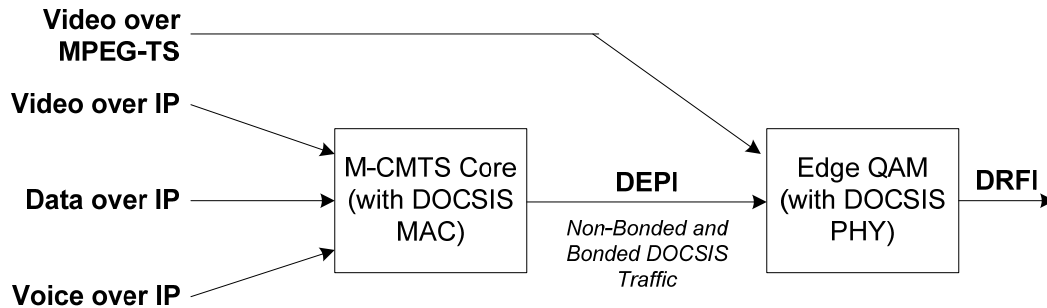 Video over
MPEG-TS
Video over IP
Data over IP
Voice over IP
M-CMTS Core
(with DOCSIS
MAC)
DEPI
Non-Bonded and
Bonded DOCSIS
Traffic
Edge QAM
(with DOCSIS
PHY)
DRFI